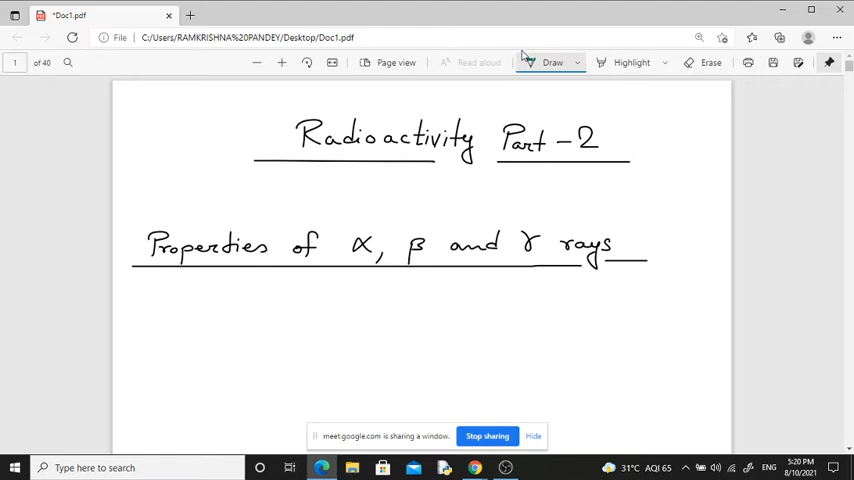 *Doc1.pdf
File C:/Users/RAMKRISHNA%20PANDEY/Desktop/Doc1.pdf
1 of 40 Page view Read aloud Draw Highlight Erase
Radioactivity Part - 2
Properties of α, β and γ rays
meet.google.com is sharing a window. Stop sharing Hide
Type here to search 31°C AQI 65 ENG 5:20 PM
8/10/2021